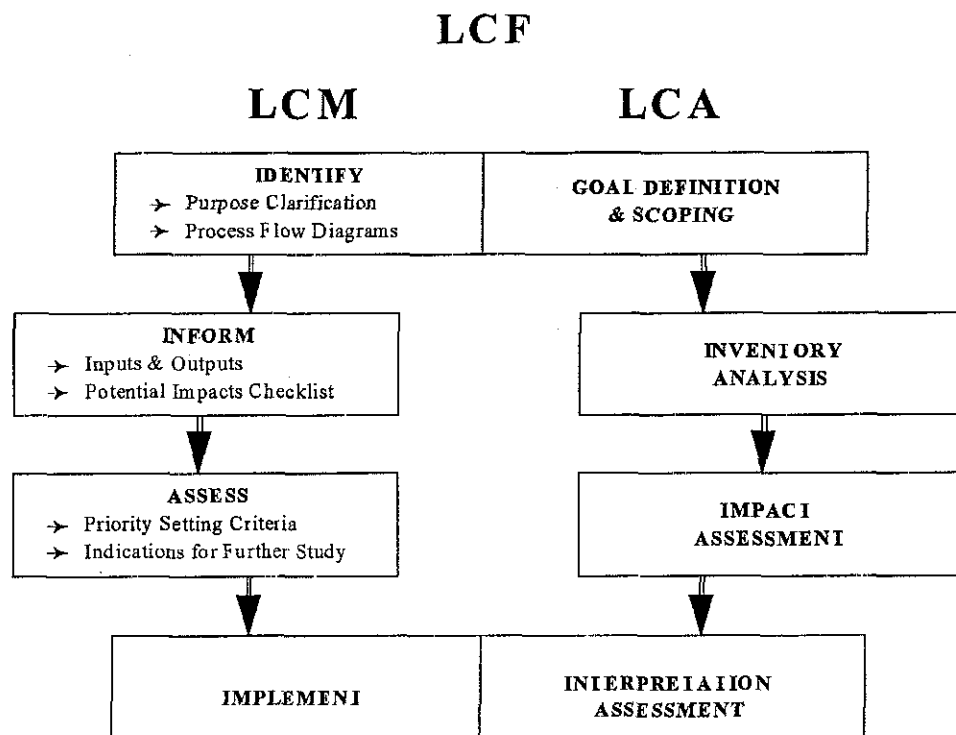 LCF
LCM
LCA
IDENTIFY
Purpose Clarification
Process Flow Diagrams
GOAL DEFINITION
& SCOPING
INFORM
Inputs & Outputs
Potential Impacts Checklist
INVENTORY
ANALYSIS
ASSESS
Priority Setting Criteria
Indications for Further Study
IMPACT
ASSESSMENT
IMPLEMENT
INTERPRETATION
ASSESSMENT